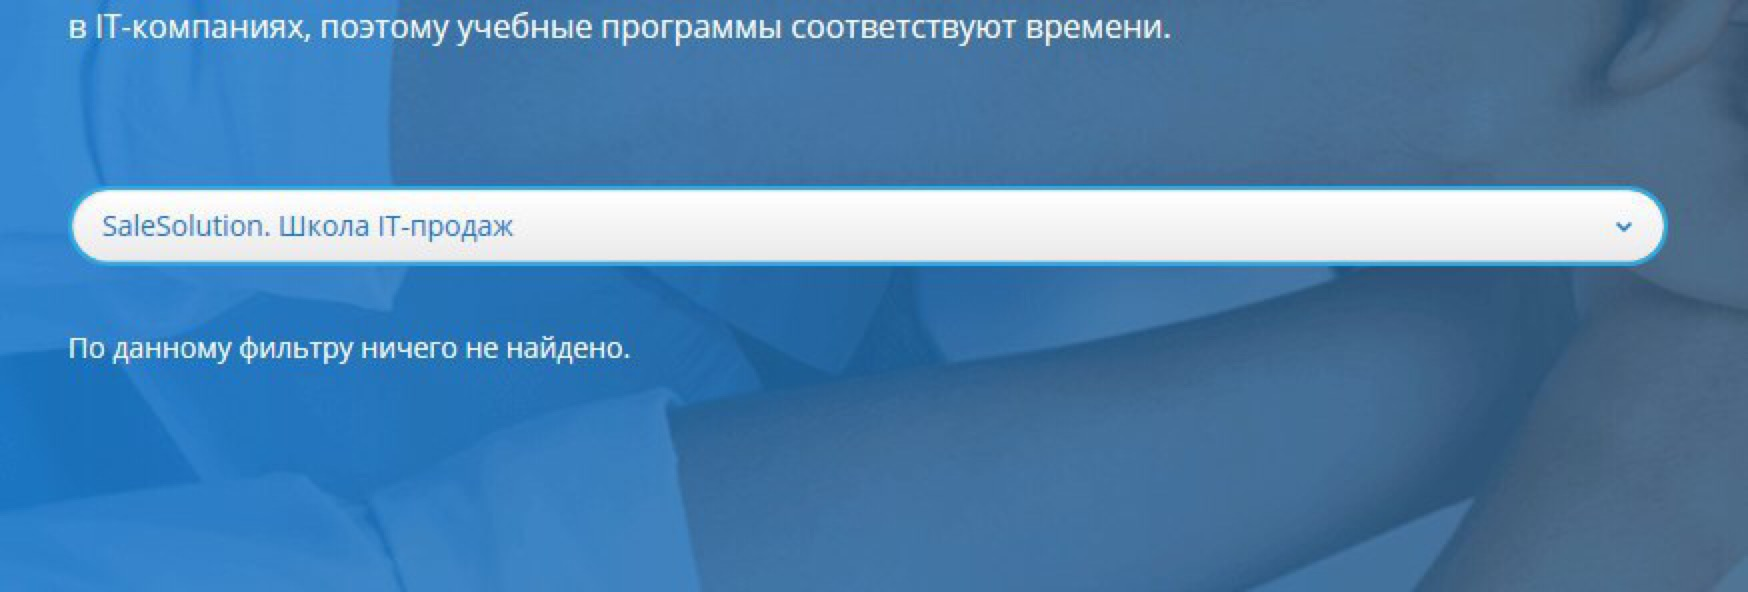 в IT-компаниях, поэтому учебные программы соответствуют времени.
SaleSolution. Школа IT-продаж
По данному фильтру ничего не найдено.